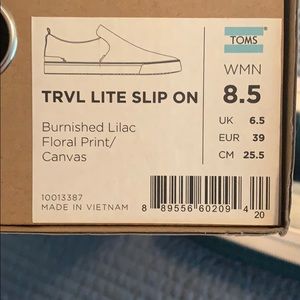 TOMS
WMN
TRVL LITE SLIP ON
8.5
Burnished Lilac
Floral Print/
Canvas
UK 6.5
EUR 39
CM 25.5
10013387
MADE IN VIETNAM
8 89556 60209 4
20